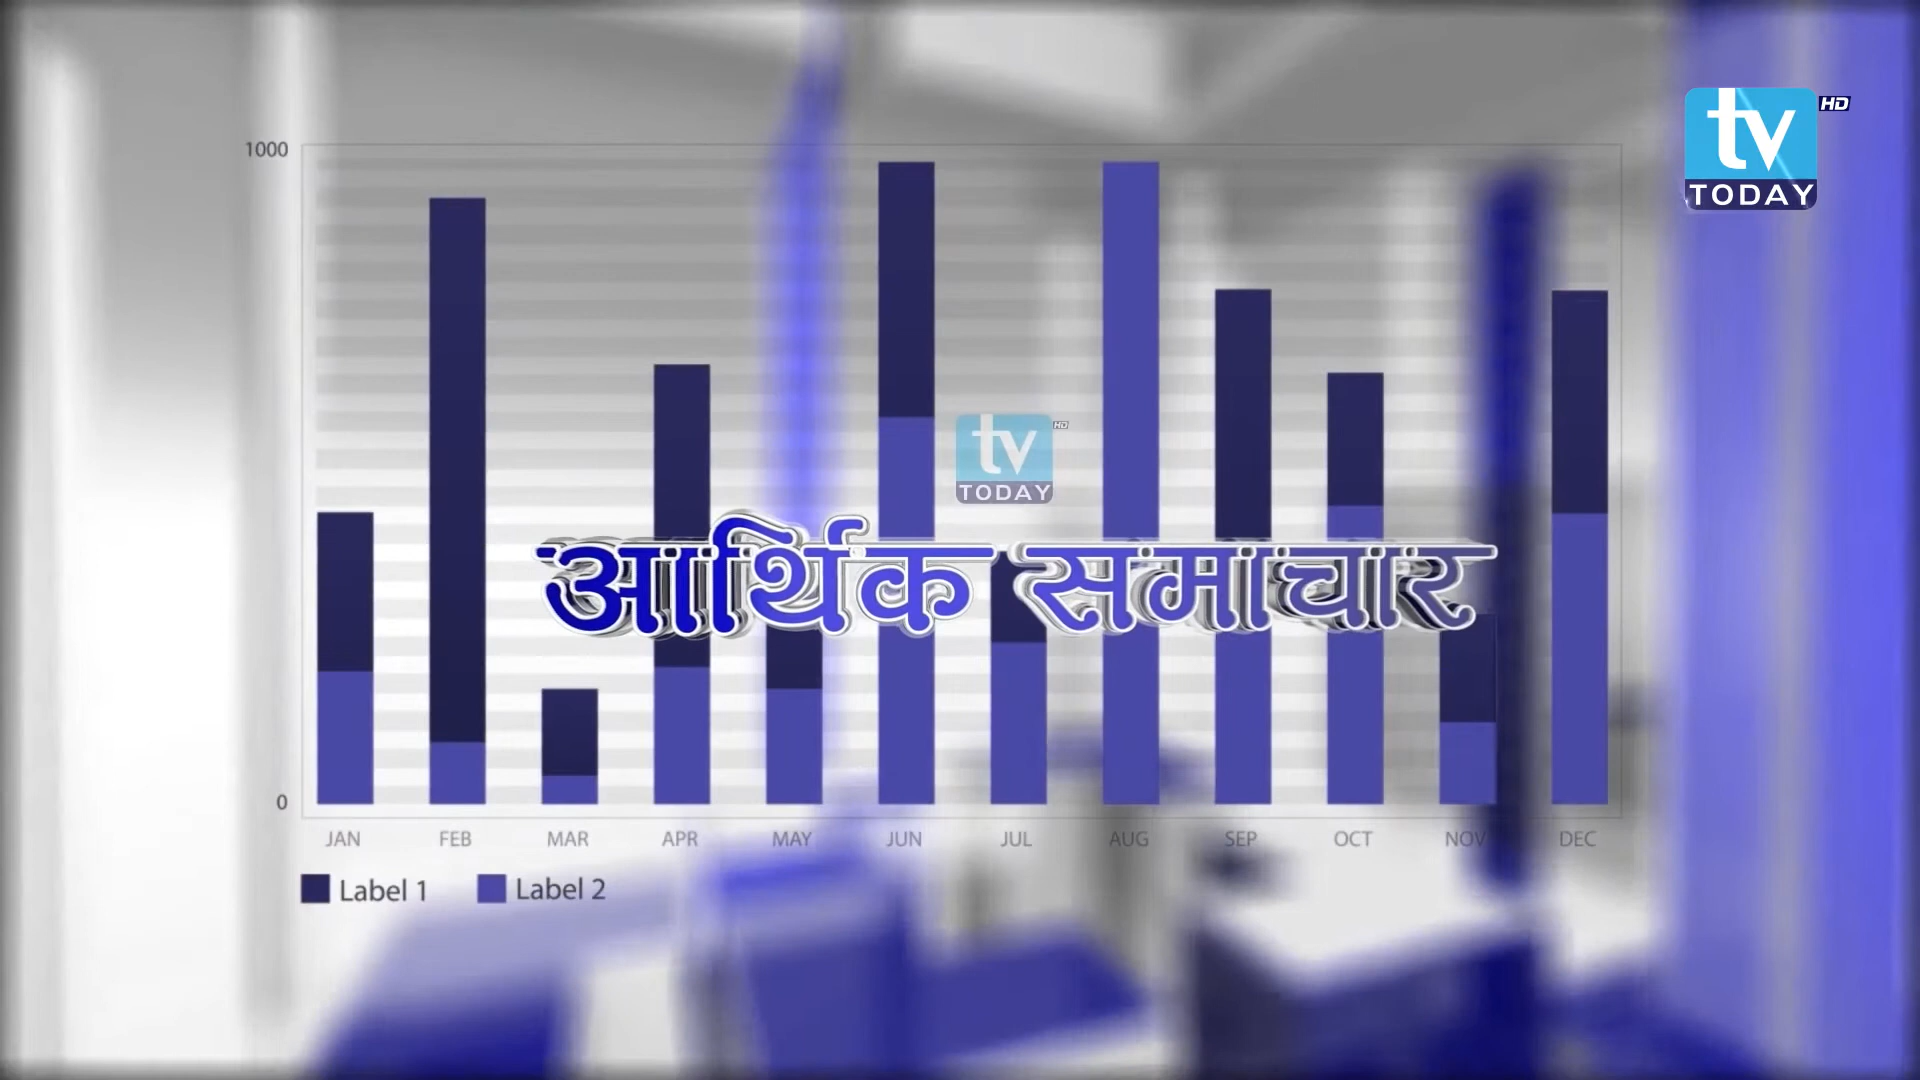 tv HD
TODAY
1000
tv HD
TODAY
आर्थिक समाचार
0
JAN FEB MAR APR MAY JUN JUL AUG SEP OCT NOV DEC
Label 1 Label 2